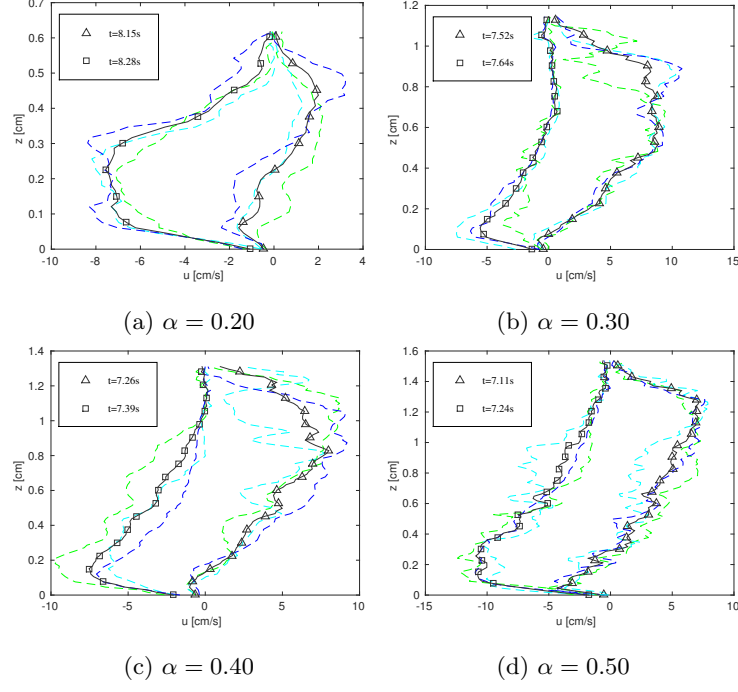 0.7
0.6
0.5
0.4
0.3
0.2
0.1
0
z [cm]
t=8.15s
t=8.28s
-10 -8 -6 -4 -2 0 2 4
u [cm/s]
(a) α = 0.20
1.2
1
0.8
0.6
0.4
0.2
0
z [cm]
t=7.52s
t=7.64s
-10 -5 0 5 10 15
u [cm/s]
(b) α = 0.30
1.4
1.2
1
0.8
0.6
0.4
0.2
0
z [cm]
t=7.26s
t=7.39s
-10 -5 0 5 10
u [cm/s]
(c) α = 0.40
1.6
1.4
1.2
1
0.8
0.6
0.4
0.2
0
z [cm]
t=7.11s
t=7.24s
-15 -10 -5 0 5 10
u [cm/s]
(d) α = 0.50